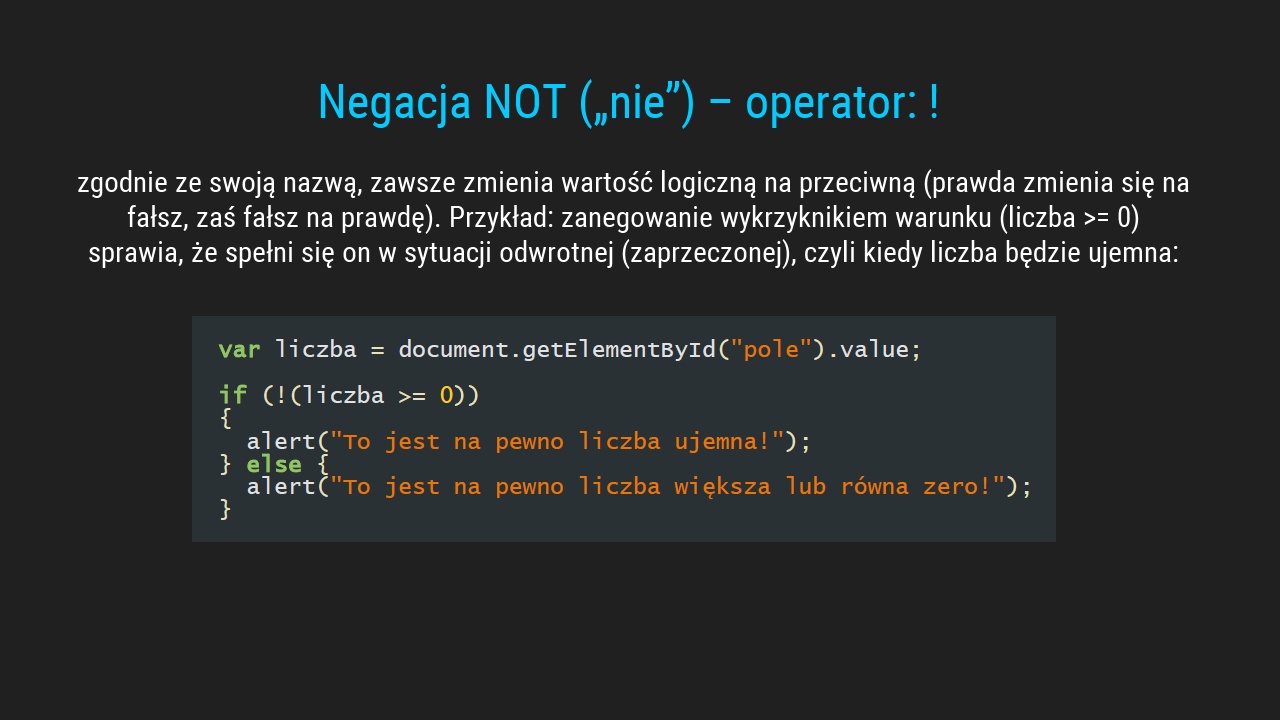 Negacja NOT („nie”) – operator: !
zgodnie ze swoją nazwą, zawsze zmienia wartość logiczną na przeciwną (prawda zmienia się na
fałsz, zaś fałsz na prawdę). Przykład: zanegowanie wykrzyknikiem warunku (liczba >= 0)
sprawia, że spełni się on w sytuacji odwrotnej (zaprzeczonej), czyli kiedy liczba będzie ujemna:
var liczba = document.getElementById("pole").value;
if (!(liczba >= 0))
{
alert("To jest na pewno liczba ujemna!");
} else {
alert("To jest na pewno liczba większa lub równa zero!");
}